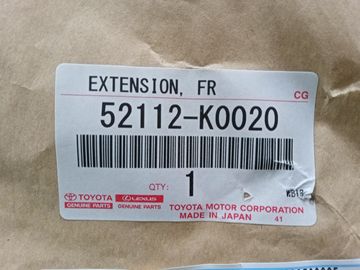 EXTENSION, FR
CG
52112-K0020
QTY:
1
KB18
TOYOTA
GENUINE PARTS
LEXUS
GENUINE PARTS
TOYOTA MOTOR CORPORATION
MADE IN JAPAN 41